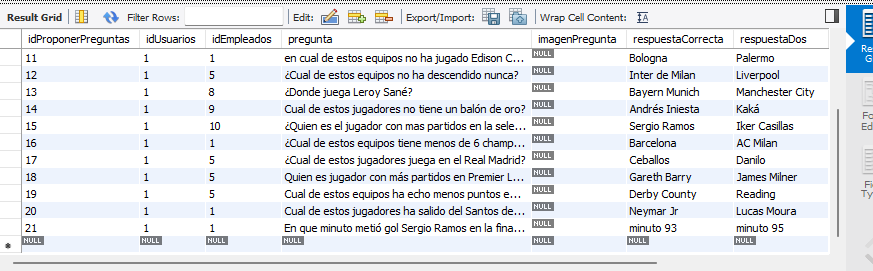 Result Grid Filter Rows: Edit: Export/Import: Wrap Cell Content: IA
idProponerPreguntas idUsuarios idEmpleados pregunta imagenPregunta respuestaCorrecta respuestaDos
11 1 1 en cual de estos equipos no ha jugado Edison C... NULL Bologna Palermo
12 1 5 ¿Cual de estos equipos no ha descendido nunca? NULL Inter de Milan Liverpool
13 1 8 ¿Donde juega Leroy Sané? NULL Bayern Munich Manchester City
14 1 9 Cual de estos jugadores no tiene un balón de oro? NULL Andrés Iniesta Kaká
15 1 10 ¿Quien es el jugador con mas partidos en la sele... NULL Sergio Ramos Iker Casillas
16 1 1 ¿Cual de estos equipos tiene menos de 6 champ... NULL Barcelona AC Milan
17 1 5 ¿Cual de estos jugadores juega en el Real Madrid? NULL Ceballos Danilo
18 1 5 Quien es jugador con más partidos en Premier L... NULL Gareth Barry James Milner
19 1 5 Cual de estos equipos ha echo menos puntos e... NULL Derby County Reading
20 1 1 Cual de estos jugadores ha salido del Santos de... NULL Neymar Jr Lucas Moura
21 1 1 En que minuto metió gol Sergio Ramos en la fina... NULL minuto 93 minuto 95
NULL NULL NULL NULL NULL NULL NULL